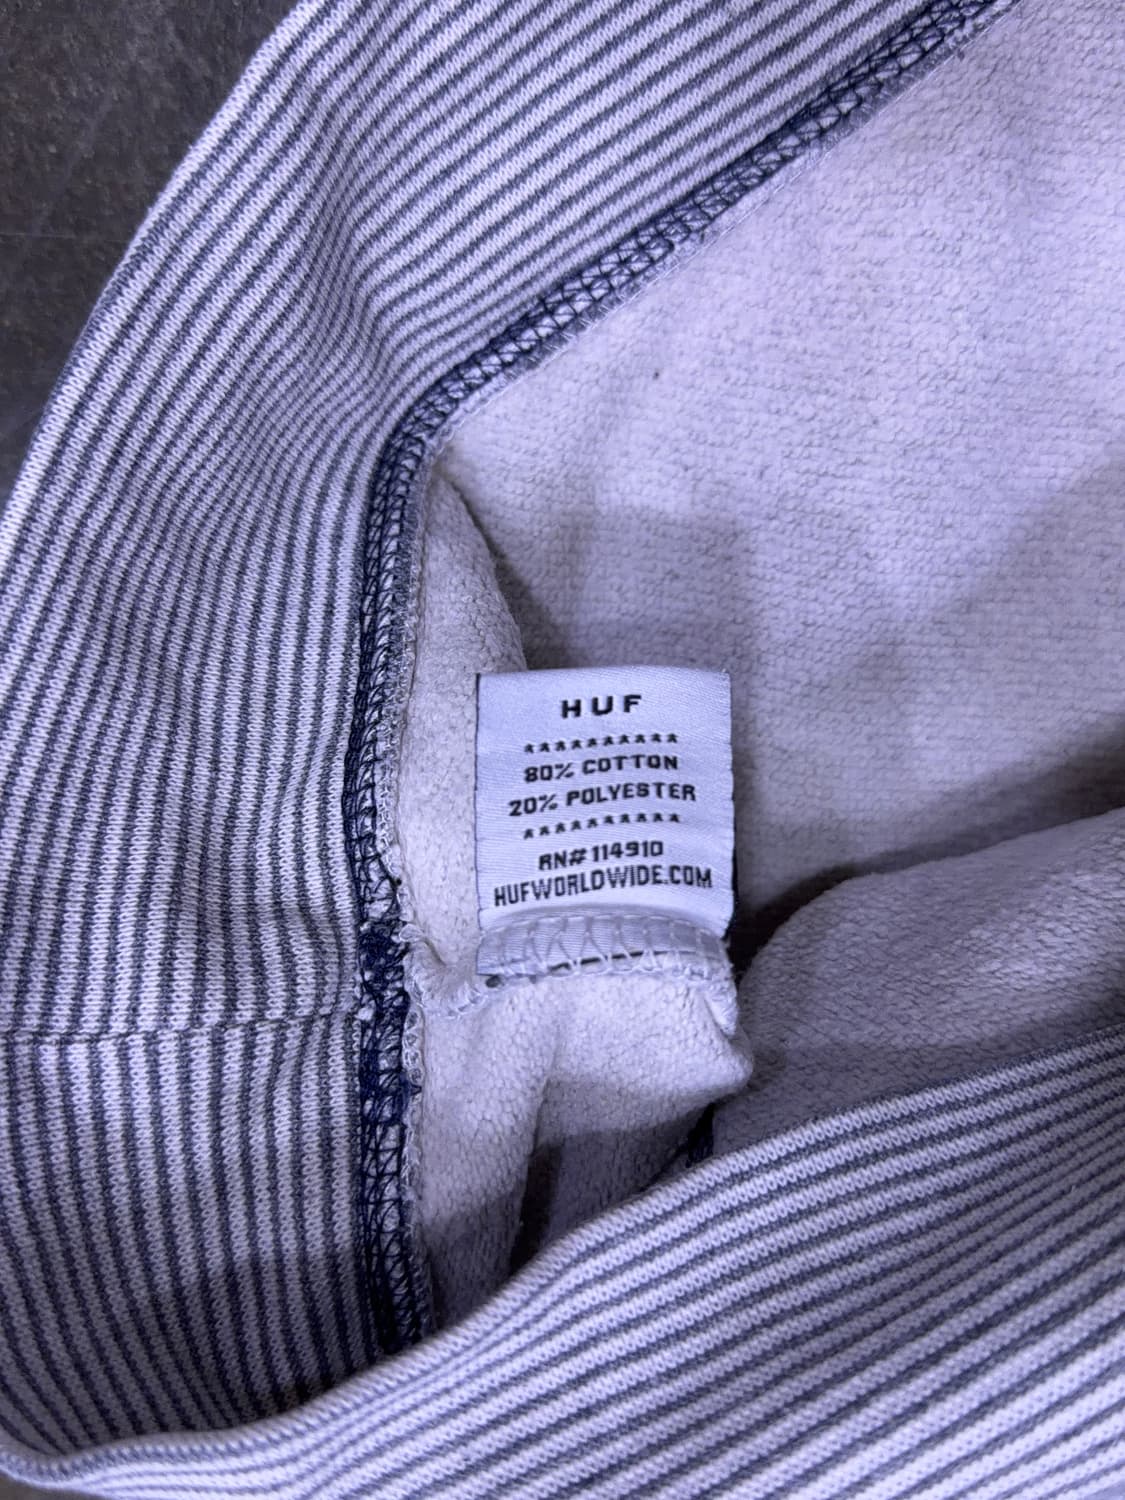 HUF
**********
80% COTTON
20% POLYESTER
**********
RN# 114910
HUFWORLDWIDE.COM